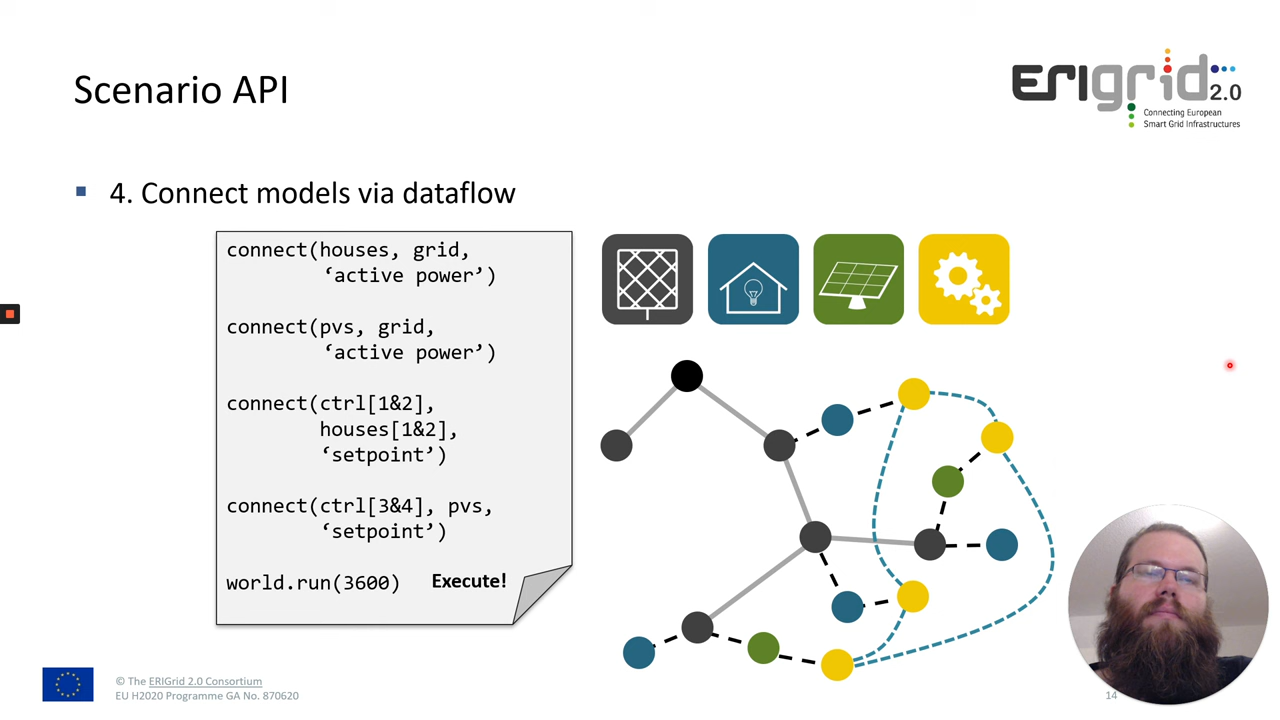 Scenario API
ERIgrid
2.0
Connecting European
Smart Grid Infrastructures
▪ 4. Connect models via dataflow
connect(houses, grid,
‘active power’)
connect(pvs, grid,
‘active power’)
connect(ctrl[1&2],
houses[1&2],
‘setpoint’)
connect(ctrl[3&4], pvs,
‘setpoint’)
world.run(3600) Execute!
© The ERIGrid 2.0 Consortium
EU H2020 Programme GA No. 870620
14